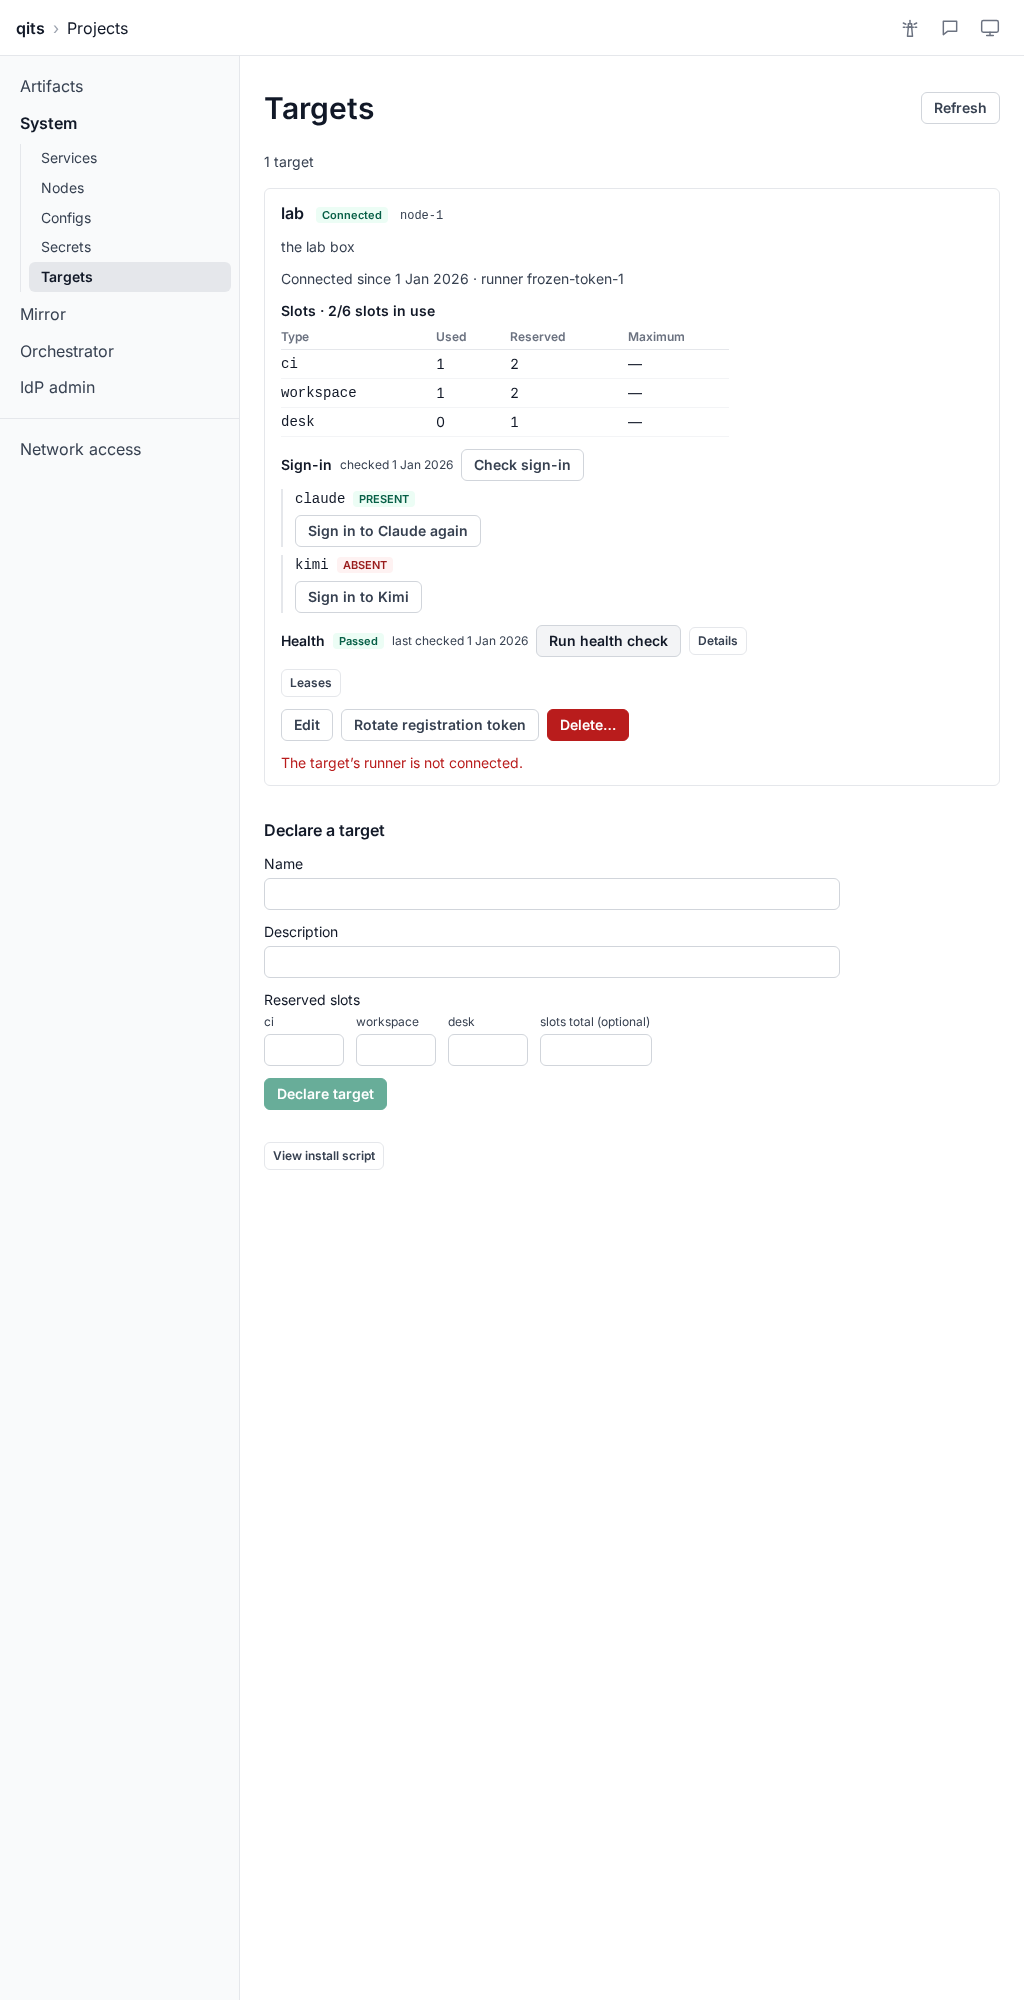 qits › Projects
Artifacts
System
Services
Nodes
Configs
Secrets
Targets
Mirror
Orchestrator
IdP admin
Network access
Targets
Refresh
1 target
lab Connected node-1
the lab box
Connected since 1 Jan 2026 · runner frozen-token-1
Slots · 2/6 slots in use
Type Used Reserved Maximum
ci 1 2 —
workspace 1 2 —
desk 0 1 —
Sign-in checked 1 Jan 2026 Check sign-in
claude PRESENT
Sign in to Claude again
kimi ABSENT
Sign in to Kimi
Health Passed last checked 1 Jan 2026 Run health check Details
Leases
Edit Rotate registration token Delete…
The target’s runner is not connected.
Declare a target
Name
Description
Reserved slots
ci workspace desk slots total (optional)
Declare target
View install script